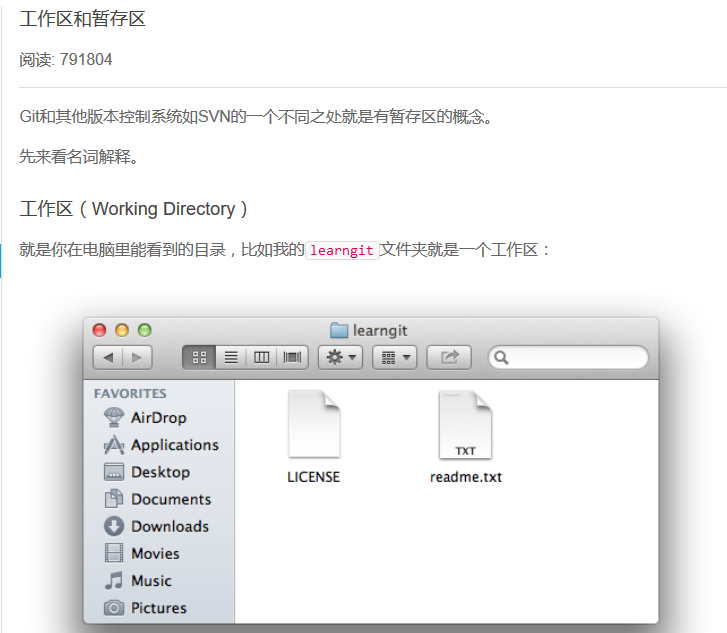 工作区和暂存区
阅读: 791804
Git和其他版本控制系统如SVN的一个不同之处就是有暂存区的概念。
先来看名词解释。
工作区（Working Directory）
就是你在电脑里能看到的目录，比如我的learngit文件夹就是一个工作区：
learngit
FAVORITES
AirDrop
Applications
Desktop
Documents
Downloads
Movies
Music
Pictures
TXT
LICENSE
readme.txt